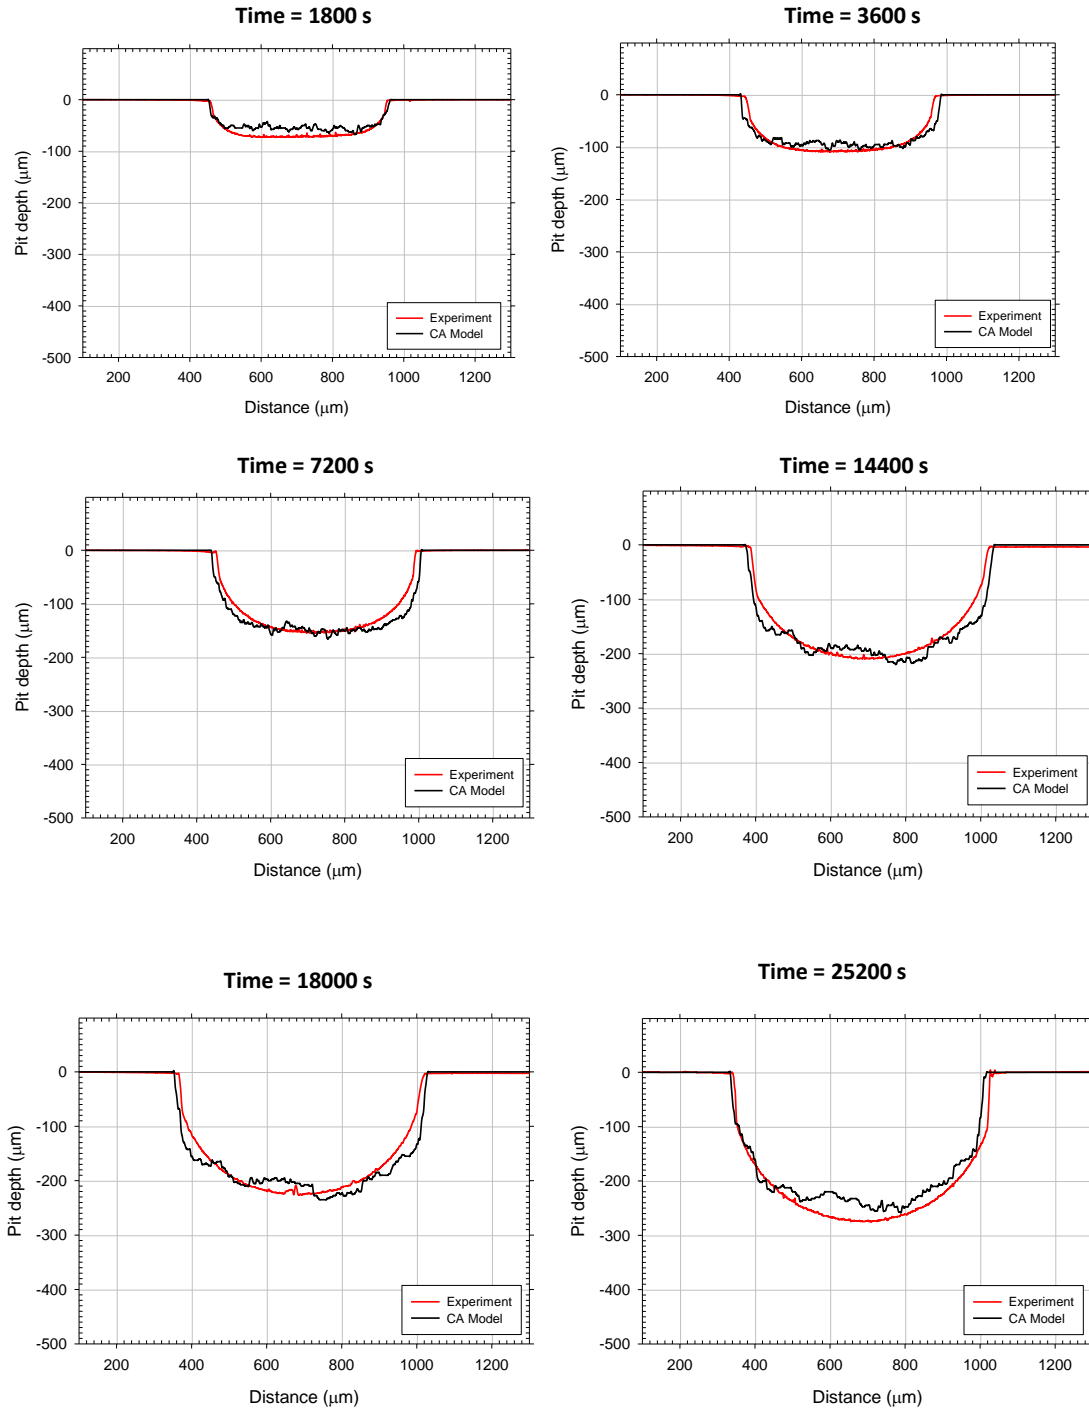 Time = 1800 s
0
-100
-200
-300
-400
-500
Pit depth (μm)
Experiment
CA Model
200 400 600 800 1000 1200
Distance (μm)
Time = 3600 s
0
-100
-200
-300
-400
-500
Pit depth (μm)
Experiment
CA Model
200 400 600 800 1000 1200
Distance (μm)
Time = 7200 s
0
-100
-200
-300
-400
-500
Pit depth (μm)
Experiment
CA Model
200 400 600 800 1000 1200
Distance (μm)
Time = 14400 s
0
-100
-200
-300
-400
-500
Pit depth (μm)
Experiment
CA Model
200 400 600 800 1000 1200
Distance (μm)
Time = 18000 s
0
-100
-200
-300
-400
-500
Pit depth (μm)
Experiment
CA Model
200 400 600 800 1000 1200
Distance (μm)
Time = 25200 s
0
-100
-200
-300
-400
-500
Pit depth (μm)
Experiment
CA Model
200 400 600 800 1000 1200
Distance (μm)